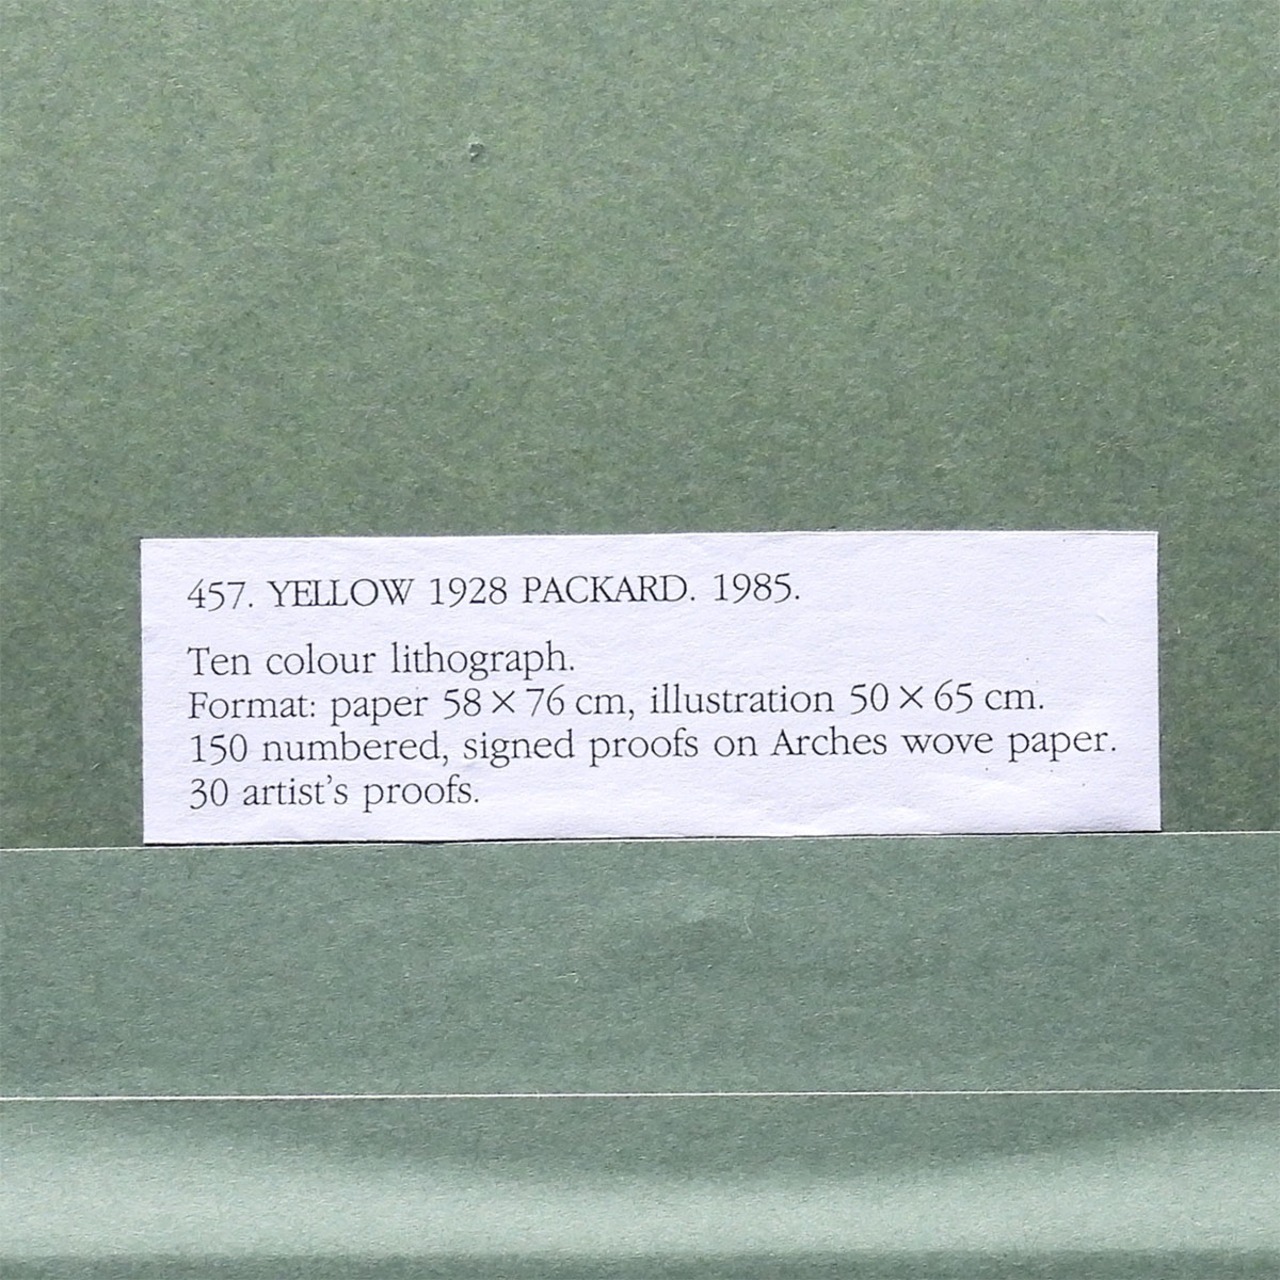 457. YELLOW 1928 PACKARD. 1985.
Ten colour lithograph.
Format: paper 58 × 76 cm, illustration 50 × 65 cm.
150 numbered, signed proofs on Arches wove paper.
30 artist's proofs.